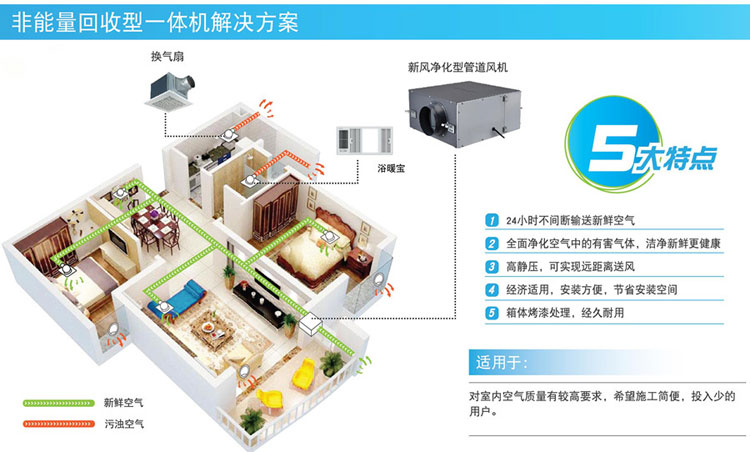 非能量回收型一体机解决方案
换气扇
新风净化型管道风机
浴暖宝
5大特点
1 24小时不间断输送新鲜空气
2 全面净化空气中的有害气体，洁净新鲜更健康
3 高静压，可实现远距离送风
4 经济适用，安装方便，节省安装空间
5 箱体烤漆处理，经久耐用
适用于：
对室内空气质量有较高要求，希望施工简便，投入少的
用户。
新鲜空气
污浊空气